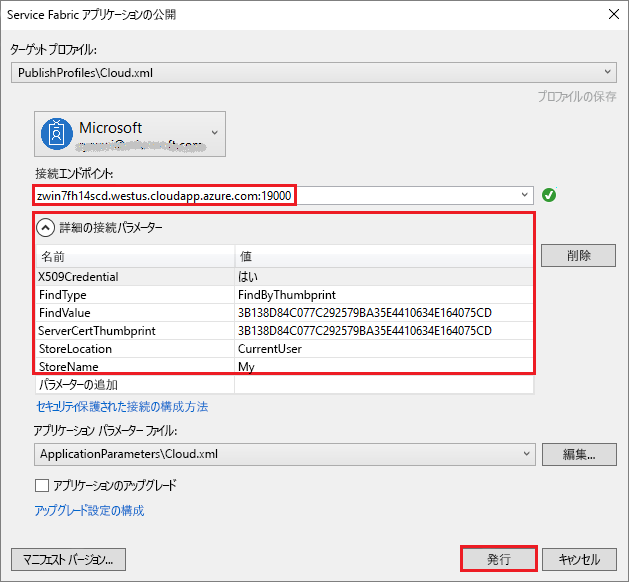 Service Fabric アプリケーションの公開
ターゲット プロファイル:
PublishProfiles\Cloud.xml
プロファイルの保存
Microsoft
接続エンドポイント:
zwin7fh14scd.westus.cloudapp.azure.com:19000
詳細の接続パラメーター
名前 値
X509Credential はい
FindType FindByThumbprint
FindValue 3B138D84C077C292579BA35E4410634E164075CD
ServerCertThumbprint 3B138D84C077C292579BA35E4410634E164075CD
StoreLocation CurrentUser
StoreName My
パラメーターの追加
削除
セキュリティ保護された接続の構成方法
アプリケーション パラメーター ファイル:
ApplicationParameters\Cloud.xml
編集...
アプリケーションのアップグレード
アップグレード設定の構成
マニフェスト バージョン...
発行
キャンセル